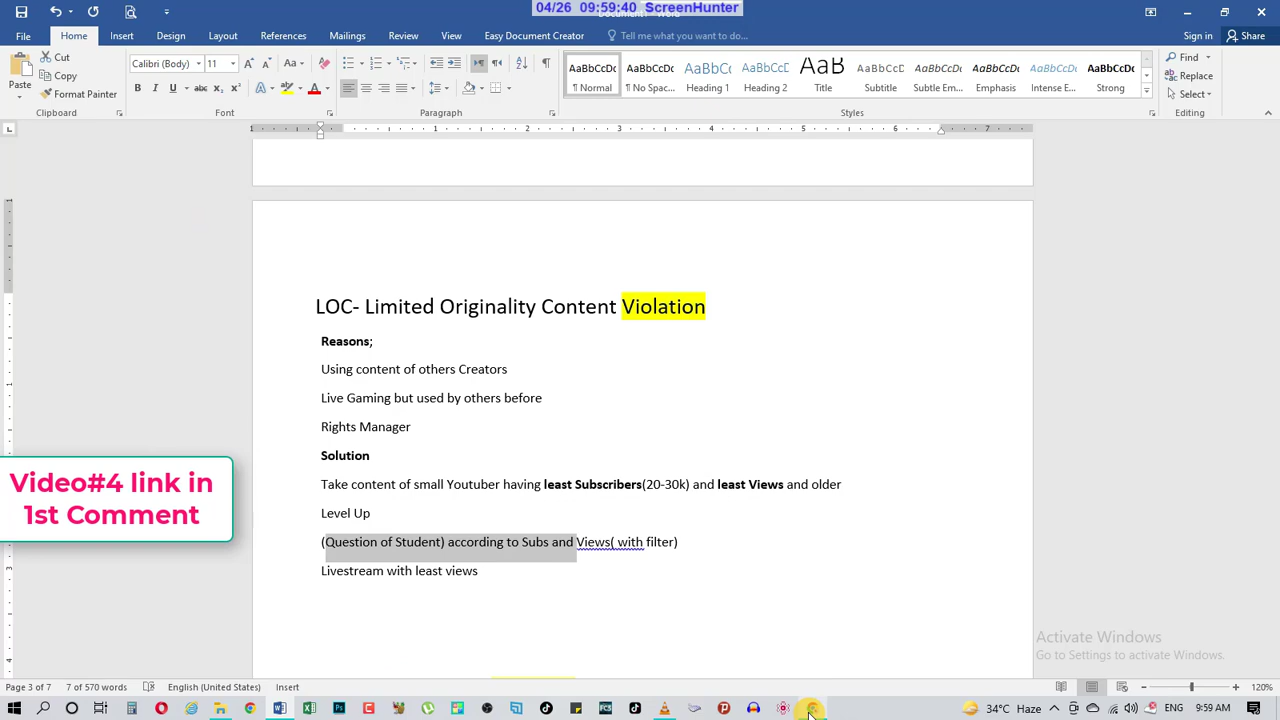 04/26 09:59:40 ScreenHunter
Document1 - Word
File Home Insert Design Layout References Mailings Review View Easy Document Creator Tell me what you want to do... Sign in Share
Paste Cut Copy Format Painter
Calibri (Body) 11
¶ Normal ¶ No Spac... Heading 1 Heading 2 Title Subtitle Subtle Em... Emphasis Intense E... Strong
Find Replace Select
Clipboard Font Paragraph Styles Editing
LOC- Limited Originality Content Violation
Reasons;
Using content of others Creators
Live Gaming but used by others before
Rights Manager
Solution
Take content of small Youtuber having least Subscribers(20-30k) and least Views and older
Level Up
(Question of Student) according to Subs and Views( with filter)
Livestream with least views
Video#4 link in
1st Comment
Activate Windows
Go to Settings to activate Windows.
Page 3 of 7 7 of 570 words English (United States) Insert 120%
34°C Haze 9:59 AM